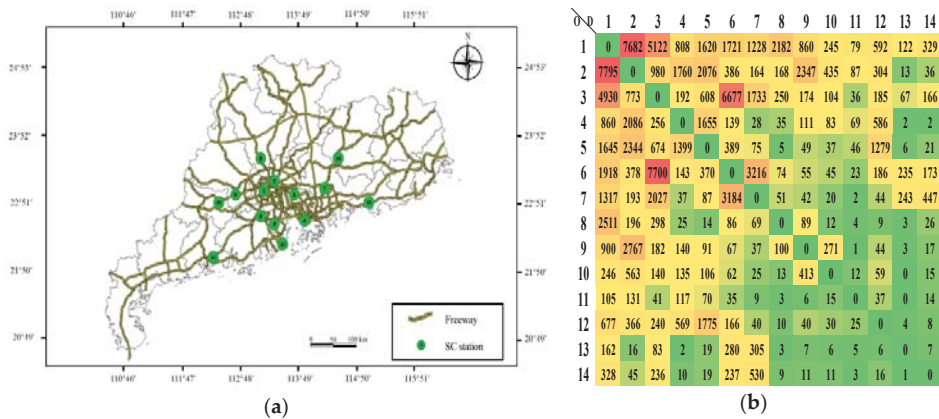 110°46' 111°47' 112°48' 113°49' 114°50' 115°51'
N
24°53' 24°53'
23°52' 23°52'
22°51' 22°51'
21°50' 21°50'
20°49' 20°49'
Freeway
SC station
0 50 100 km
110°46' 111°47' 112°48' 113°49' 114°50' 115°51'
(a)
O D 1 2 3 4 5 6 7 8 9 10 11 12 13 14
1 0 7682 5122 808 1620 1721 1228 2182 860 245 79 592 122 329
2 7795 0 980 1760 2076 386 164 168 2347 435 87 304 13 36
3 4930 773 0 192 608 6677 1733 250 174 104 36 185 67 166
4 860 2086 256 0 1655 139 28 35 111 83 69 586 2 2
5 1645 2344 674 1399 0 389 75 5 49 37 46 1279 6 21
6 1918 378 7700 143 370 0 3216 74 55 45 23 186 235 173
7 1317 193 2027 37 87 3184 0 51 42 20 2 44 243 447
8 2511 196 298 25 14 86 69 0 89 12 4 9 3 26
9 900 2767 182 140 91 67 37 100 0 271 1 44 3 17
10 246 563 140 135 106 62 25 13 413 0 12 59 0 15
11 105 131 41 117 70 35 9 3 6 15 0 37 0 14
12 677 366 240 569 1775 166 40 10 40 30 25 0 4 8
13 162 16 83 2 19 280 305 3 7 6 5 6 0 7
14 328 45 236 10 19 237 530 9 11 11 3 16 1 0
(b)